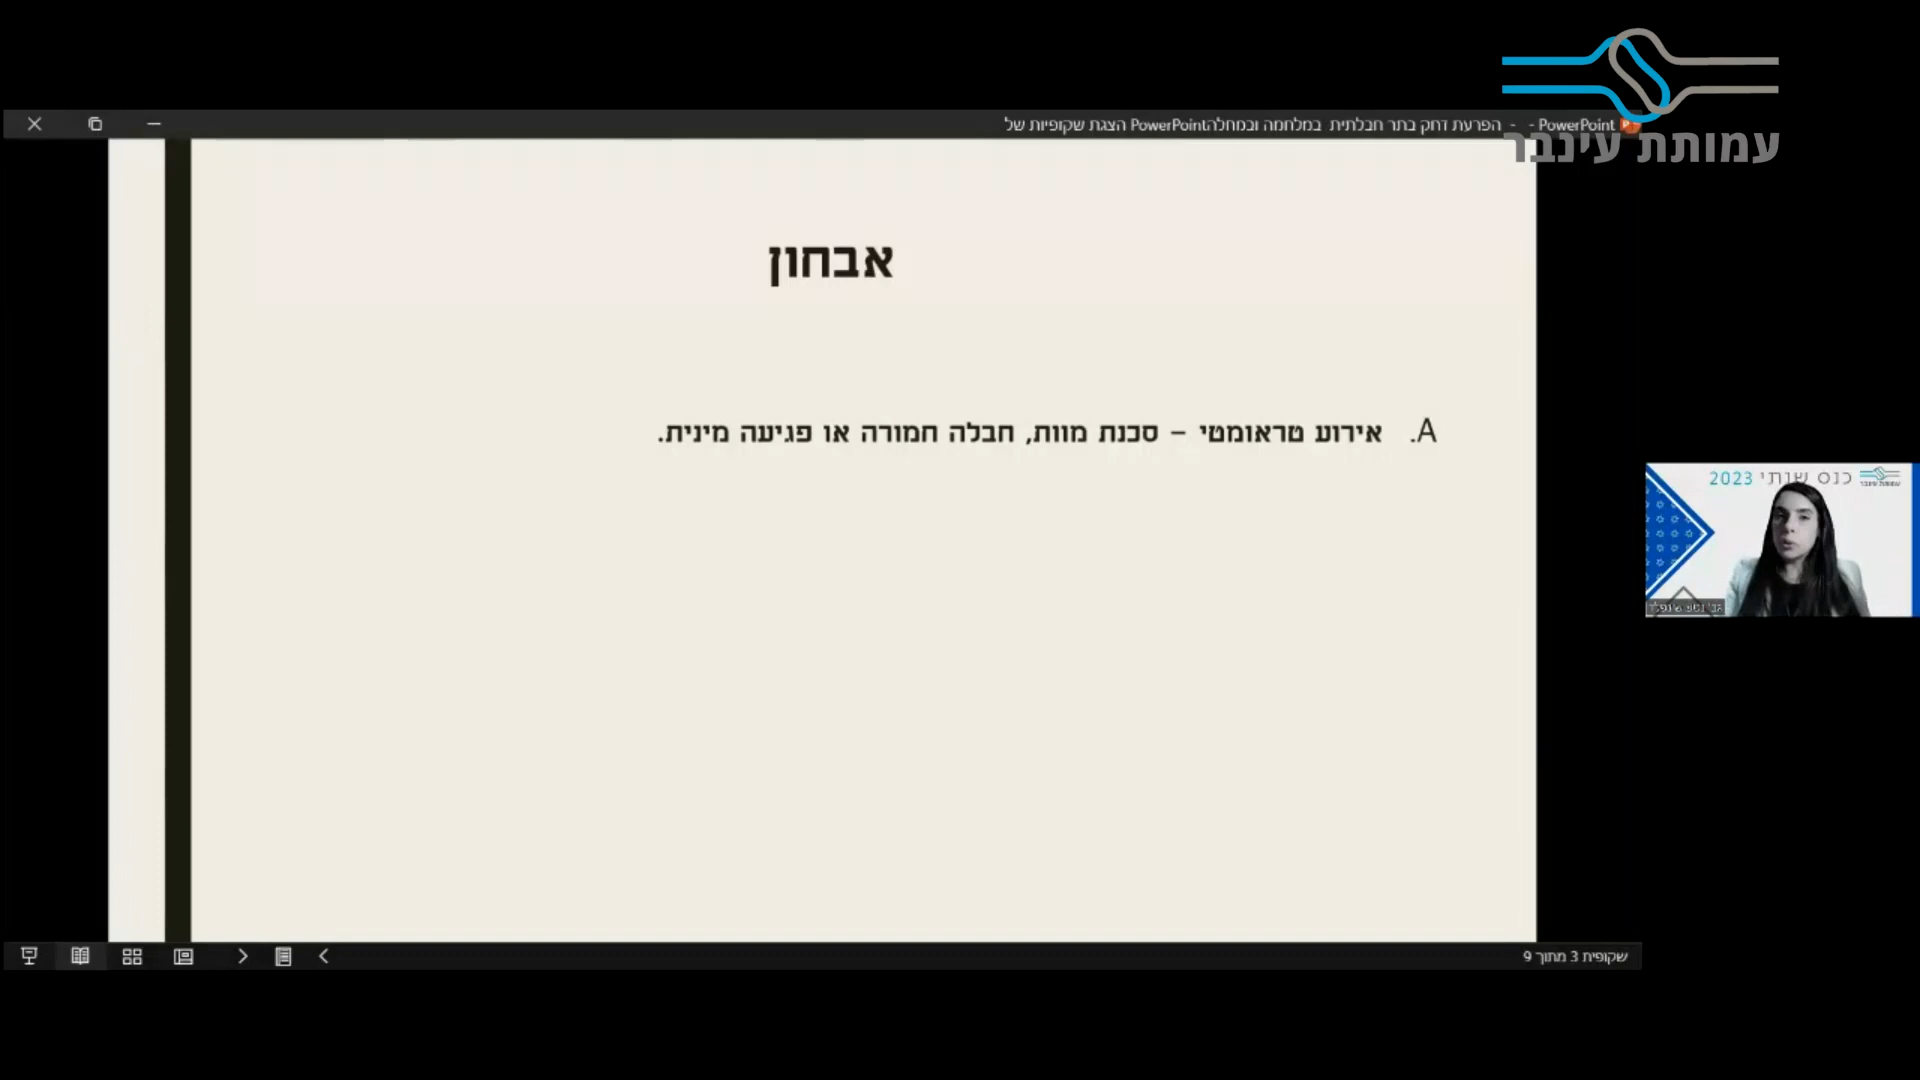 עמותת עינבר
PowerPoint - הפרעת דחק בתר חבלתית במלחמה ובמחלה - PowerPoint הצגת שקופיות של
אבחון
A. אירוע טראומטי – סכנת מוות, חבלה חמורה או פגיעה מינית.
כנס שנתי 2023
שקופית 3 מתוך 9